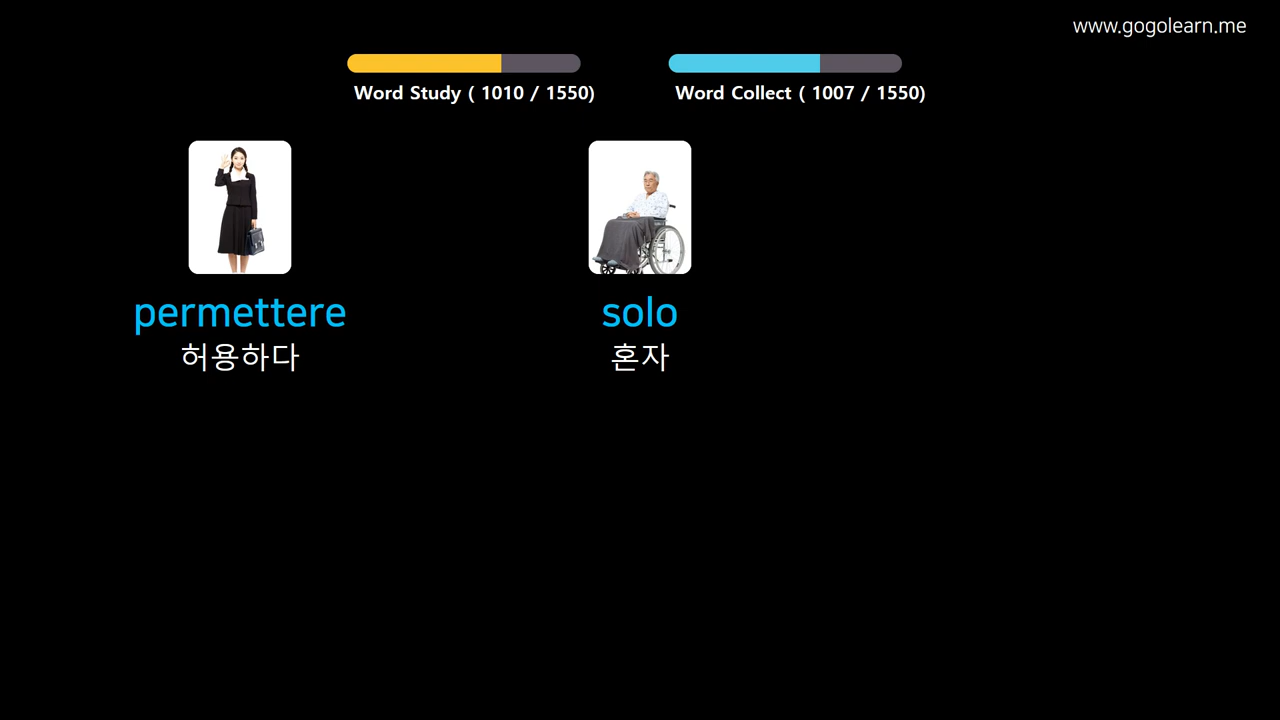 www.gogolearn.me
Word Study ( 1010 / 1550)
Word Collect ( 1007 / 1550)
permettere
허용하다
solo
혼자